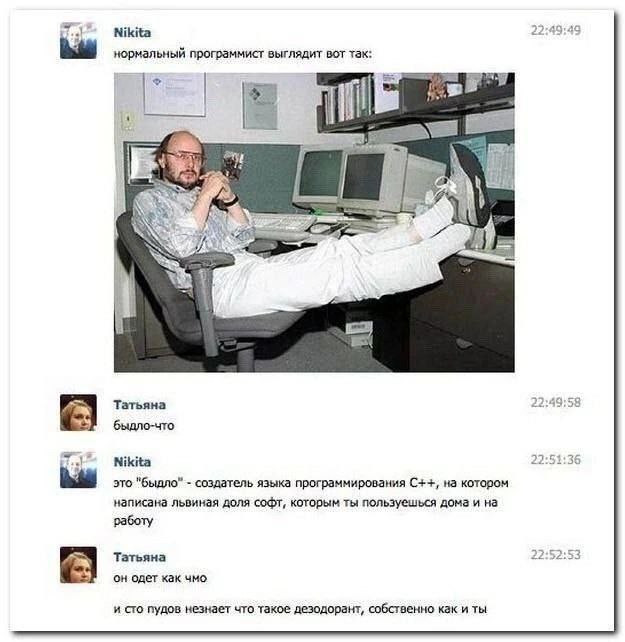 Nikita
22:49:49
нормальный программист выглядит вот так:
Татьяна
22:49:58
быдло-что
Nikita
22:51:36
это "быдло" - создатель языка программирования С++, на котором
написана львиная доля софт, которым ты пользуешься дома и на
работу
Татьяна
22:52:53
он одет как чмо
и сто пудов незнает что такое дезодорант, собственно как и ты